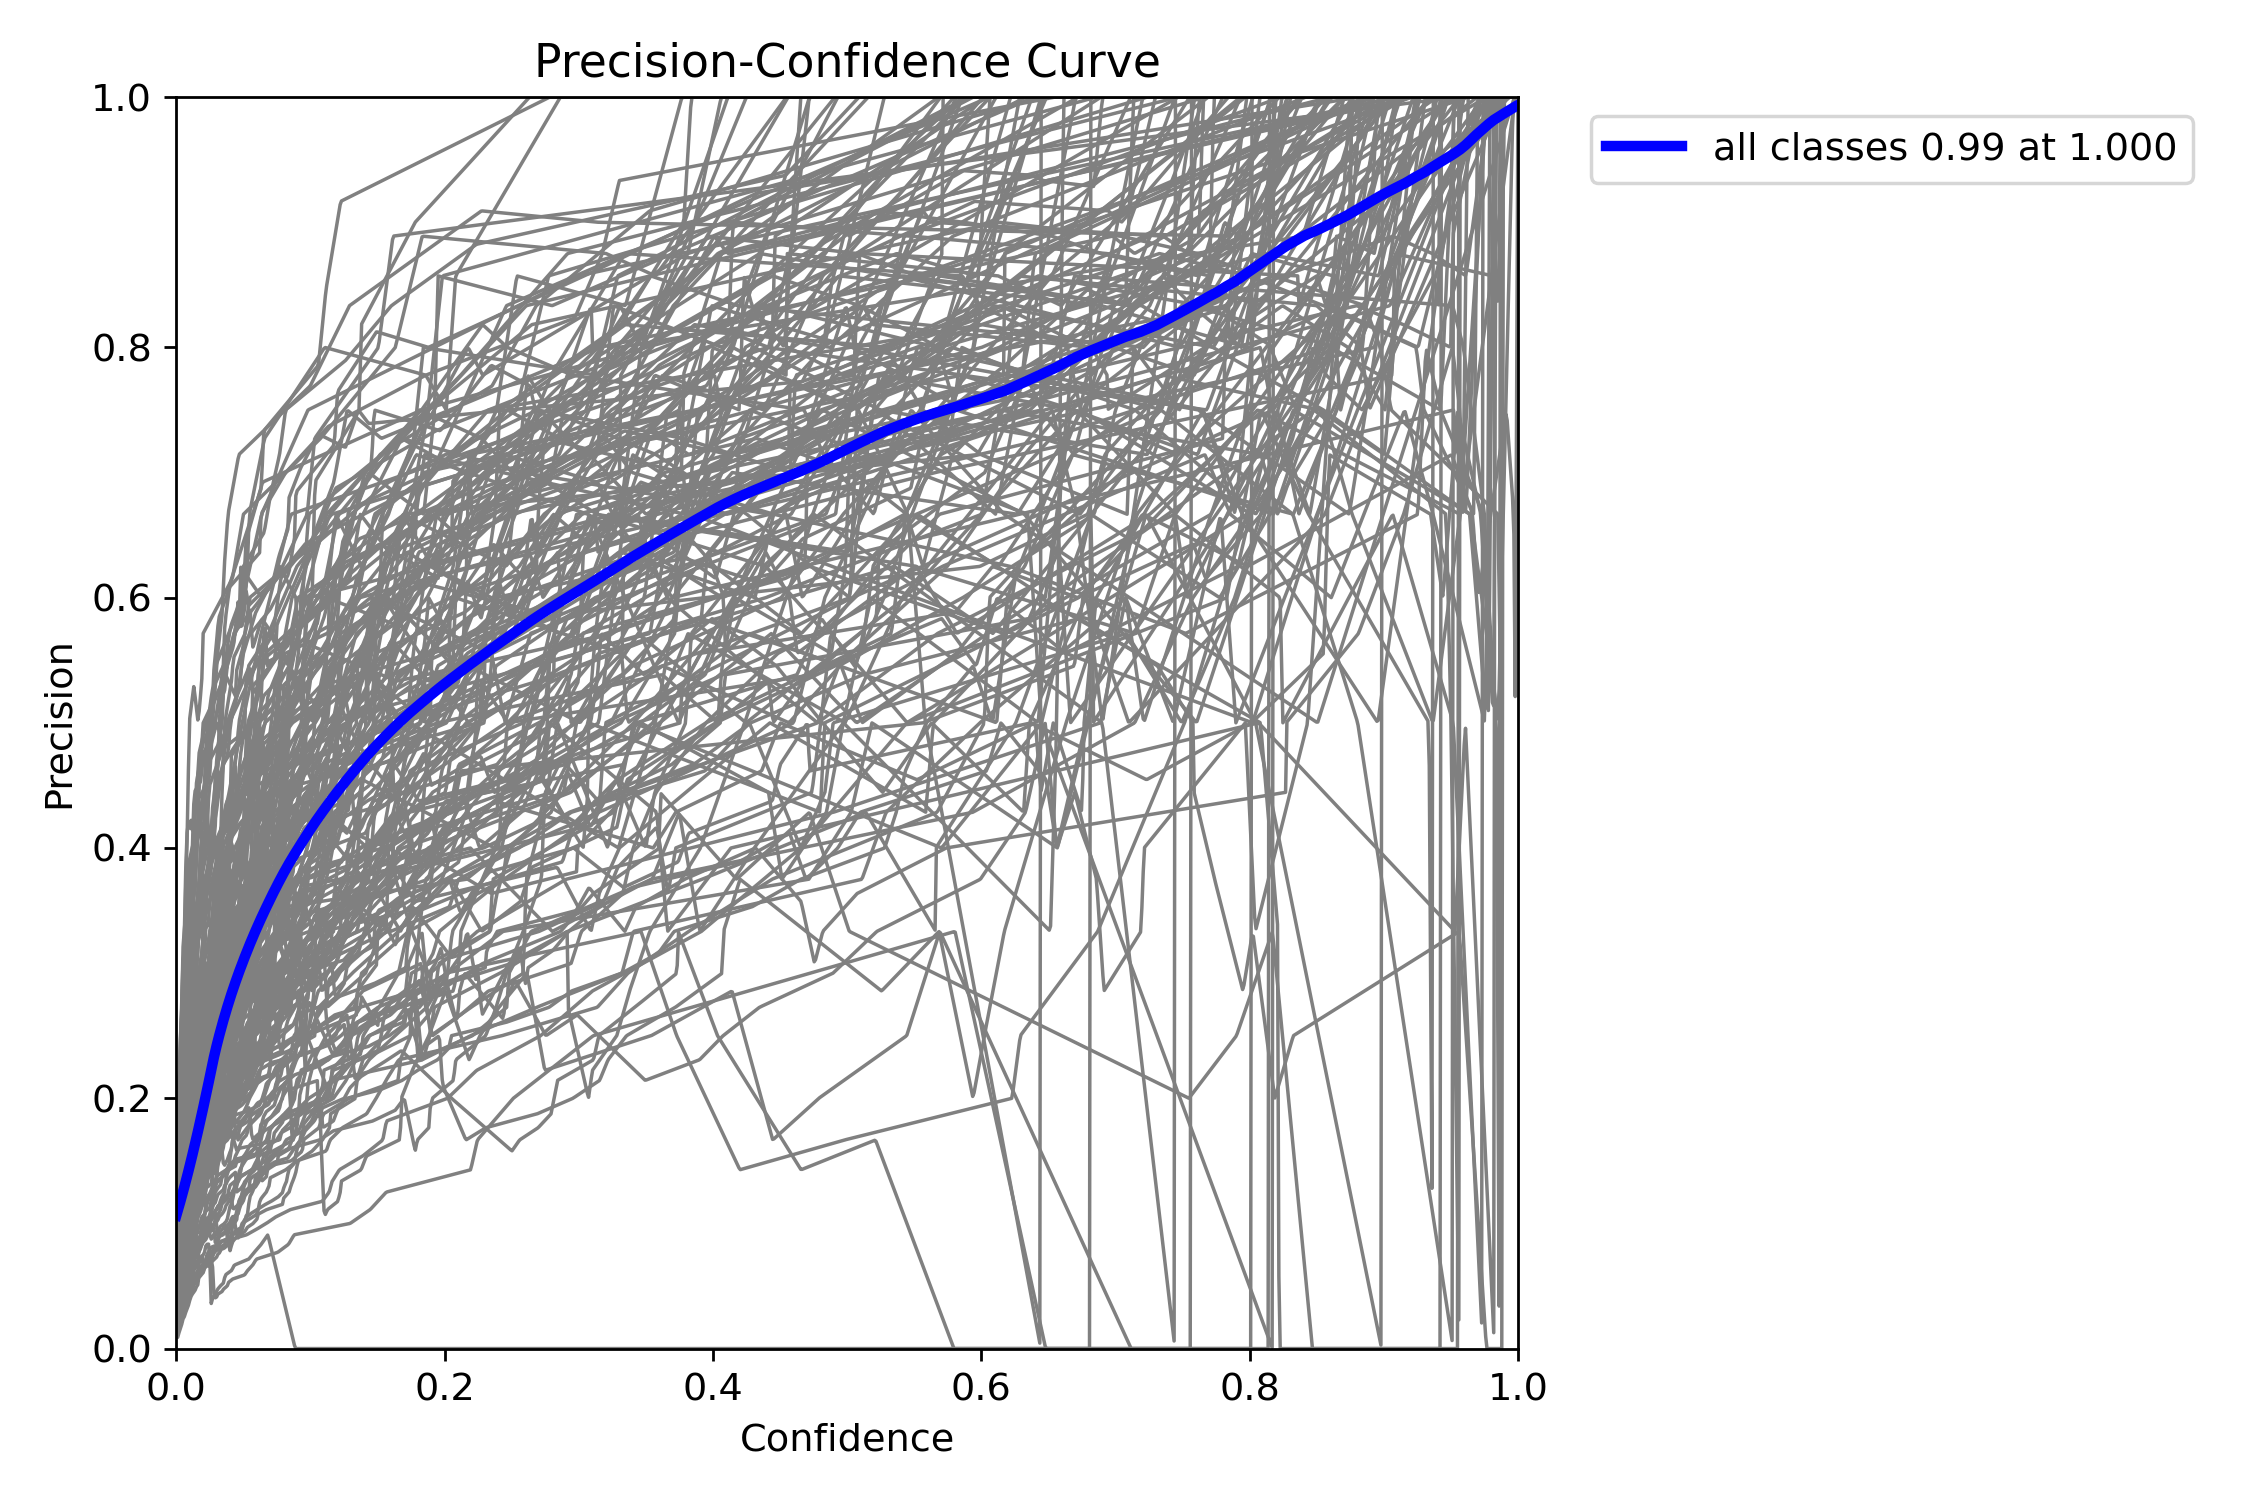 Precision-Confidence Curve
all classes 0.99 at 1.000
Precision
1.0
0.8
0.6
0.4
0.2
0.0
0.0 0.2 0.4 0.6 0.8 1.0
Confidence